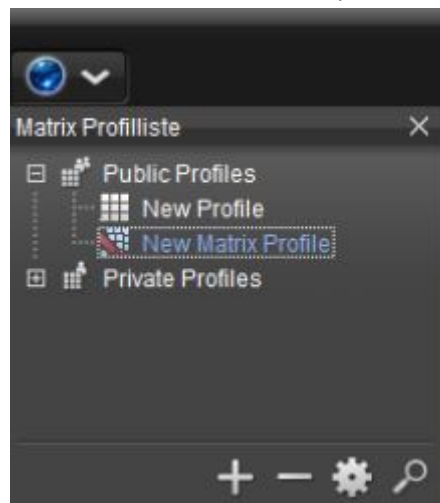 Matrix Profilliste
Public Profiles
New Profile
New Matrix Profile
Private Profiles